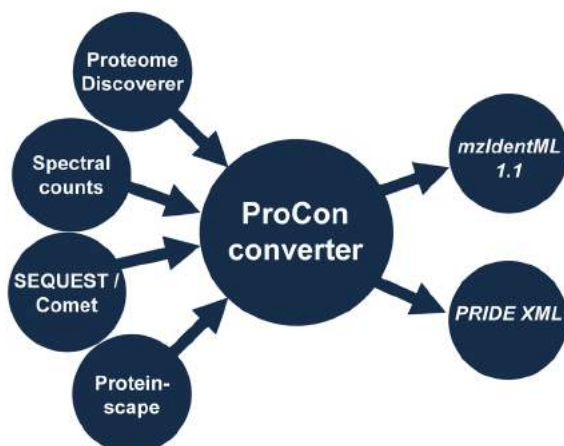 Proteome
Discoverer
Spectral
counts
SEQUEST /
Comet
Protein-
scape
ProCon
converter
mzIdentML
1.1
PRIDE XML